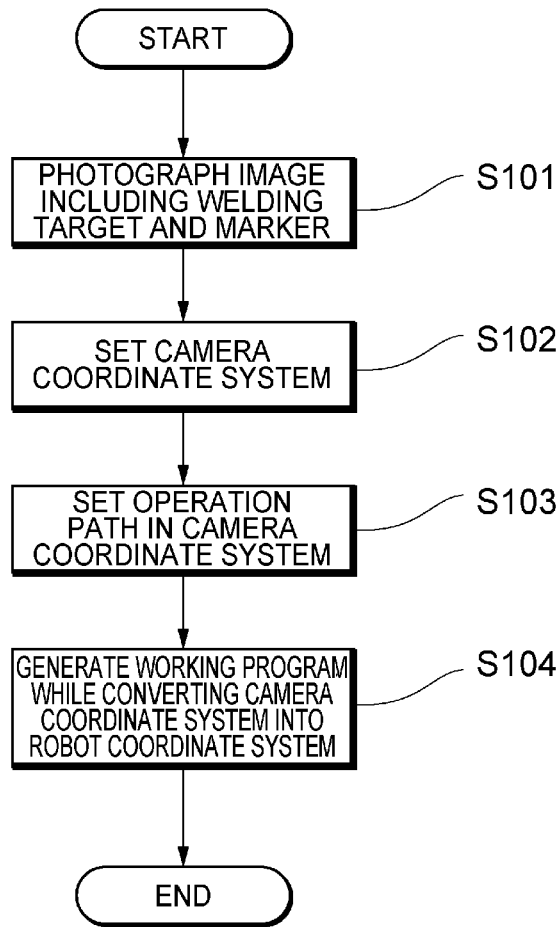 START
PHOTOGRAPH IMAGE
INCLUDING WELDING
TARGET AND MARKER
S101
SET CAMERA
COORDINATE SYSTEM
S102
SET OPERATION
PATH IN CAMERA
COORDINATE SYSTEM
S103
GENERATE WORKING PROGRAM
WHILE CONVERTING CAMERA
COORDINATE SYSTEM INTO
ROBOT COORDINATE SYSTEM
S104
END